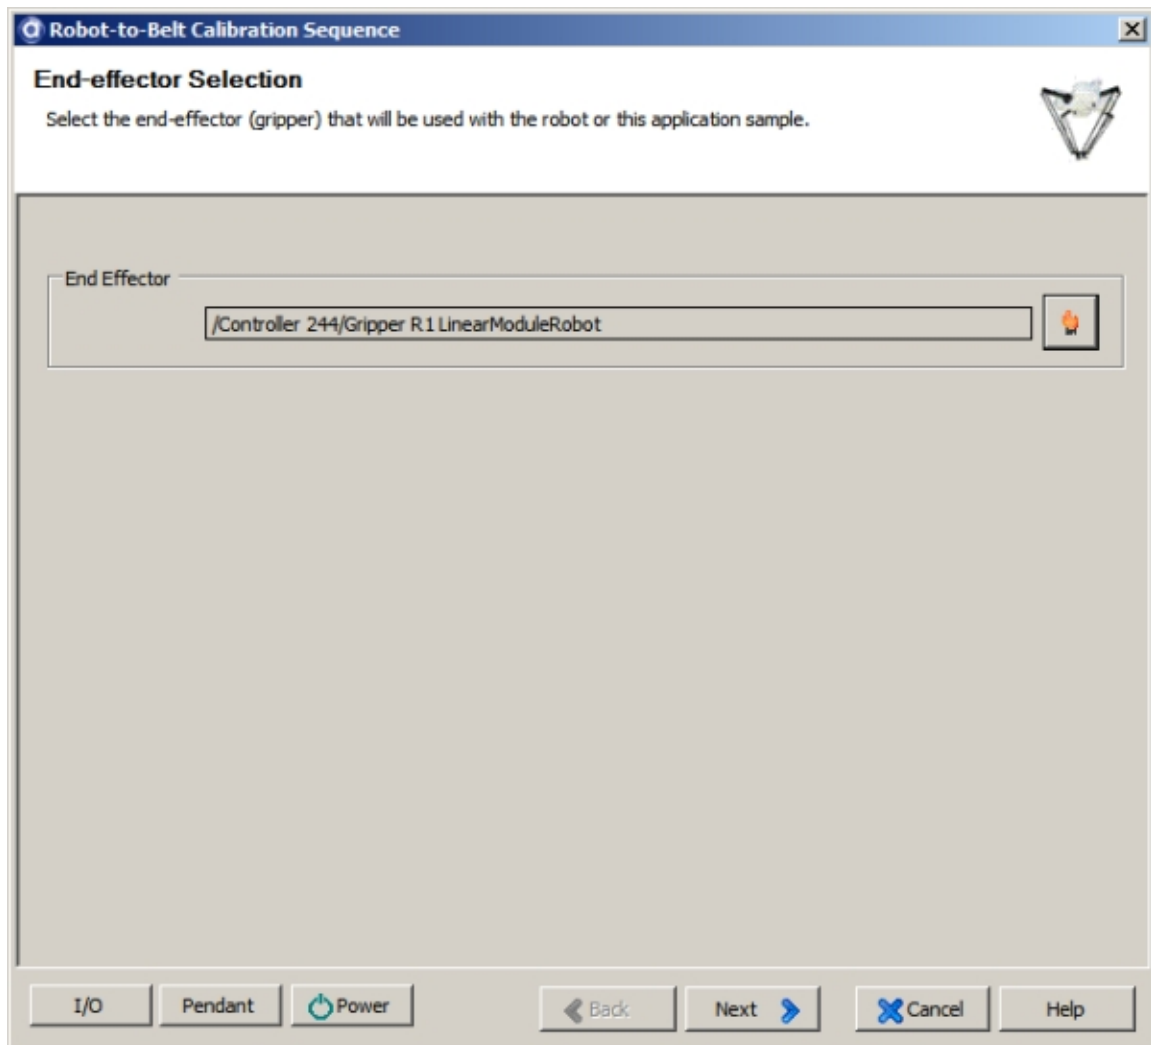 Robot-to-Belt Calibration Sequence
End-effector Selection
Select the end-effector (gripper) that will be used with the robot or this application sample.
End Effector
/Controller 244/Gripper R1 LinearModuleRobot
I/O
Pendant
Power
Back
Next
Cancel
Help